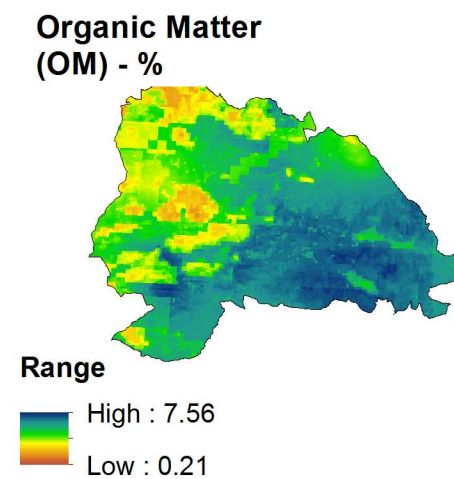 Organic Matter
(OM) - %
Range
High : 7.56
Low : 0.21